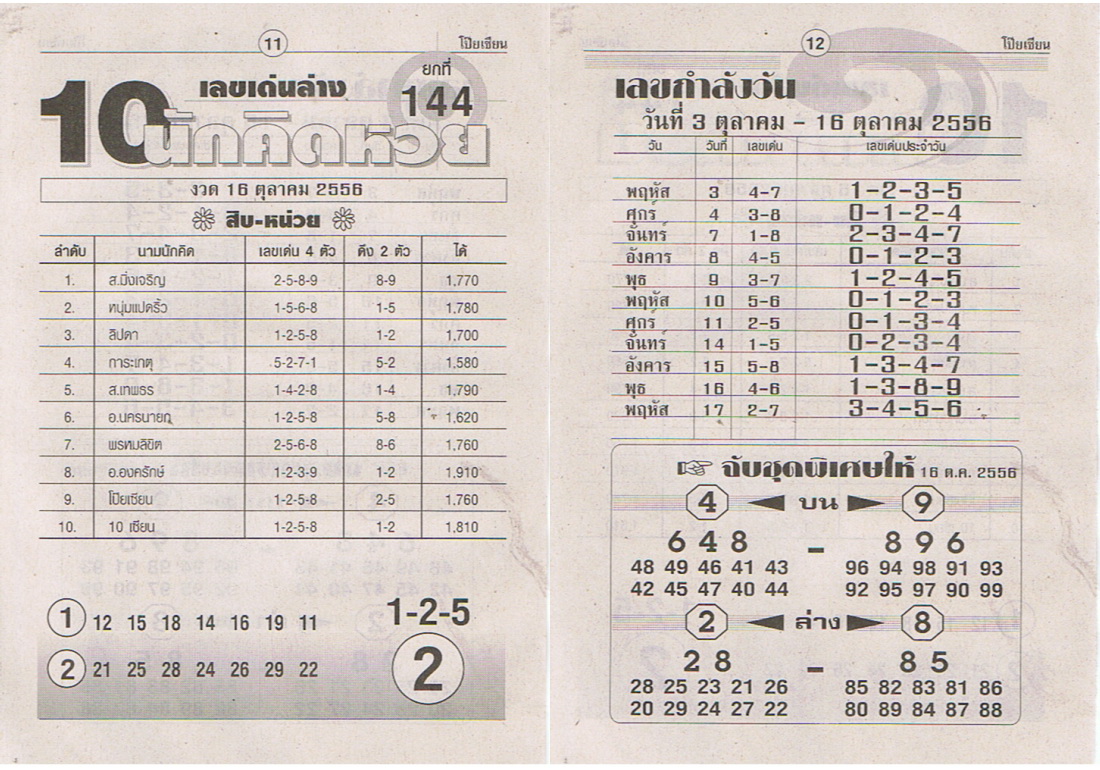 11
โป๊ยเซียน
10
เลขเด่นล่าง
ยกที่
144
นักคิดหวย
งวด 16 ตุลาคม 2556
สิบ-หน่วย
ลำดับ นามนักคิด เลขเด่น 4 ตัว ดึง 2 ตัว ได้
1. ส.มิ่งเจริญ 2-5-8-9 8-9 1,770
2. หนุ่มแปดริ้ว 1-5-6-8 1-5 1,780
3. ลิปดา 1-2-5-8 1-2 1,700
4. การะเกตุ 5-2-7-1 5-2 1,580
5. ส.เทพธร 1-4-2-8 1-4 1,790
6. อ.นครนายก 1-2-5-8 5-8 1,620
7. พรหมลิขิต 2-5-6-8 8-6 1,760
8. อ.องครักษ์ 1-2-3-9 1-2 1,910
9. โป๊ยเซียน 1-2-5-8 2-5 1,760
10. 10 เซียน 1-2-5-8 1-2 1,810
1 12 15 18 14 16 19 11
2 21 25 28 24 26 29 22
1-2-5
2
12
โป๊ยเซียน
เลขกำลังวัน
วันที่ 3 ตุลาคม - 16 ตุลาคม 2556
วัน วันที่ เลขเด่น เลขเด่นประจำวัน
พฤหัส 3 4-7 1-2-3-5
ศุกร์ 4 3-8 0-1-2-4
จันทร์ 7 1-8 2-3-4-7
อังคาร 8 4-5 0-1-2-3
พุธ 9 3-7 1-2-4-5
พฤหัส 10 5-6 0-1-2-3
ศุกร์ 11 2-5 0-1-3-4
จันทร์ 14 1-5 0-2-3-4
อังคาร 15 5-8 1-3-4-7
พุธ 16 4-6 1-3-8-9
พฤหัส 17 2-7 3-4-5-6
จับชุดพิเศษให้ 16 ต.ค. 2556
4 บน 9
648 - 896
48 49 46 41 43 96 94 98 91 93
42 45 47 40 44 92 95 97 90 99
2 ล่าง 8
28 - 85
28 25 23 21 26 85 82 83 81 86
20 29 24 27 22 80 89 84 87 88